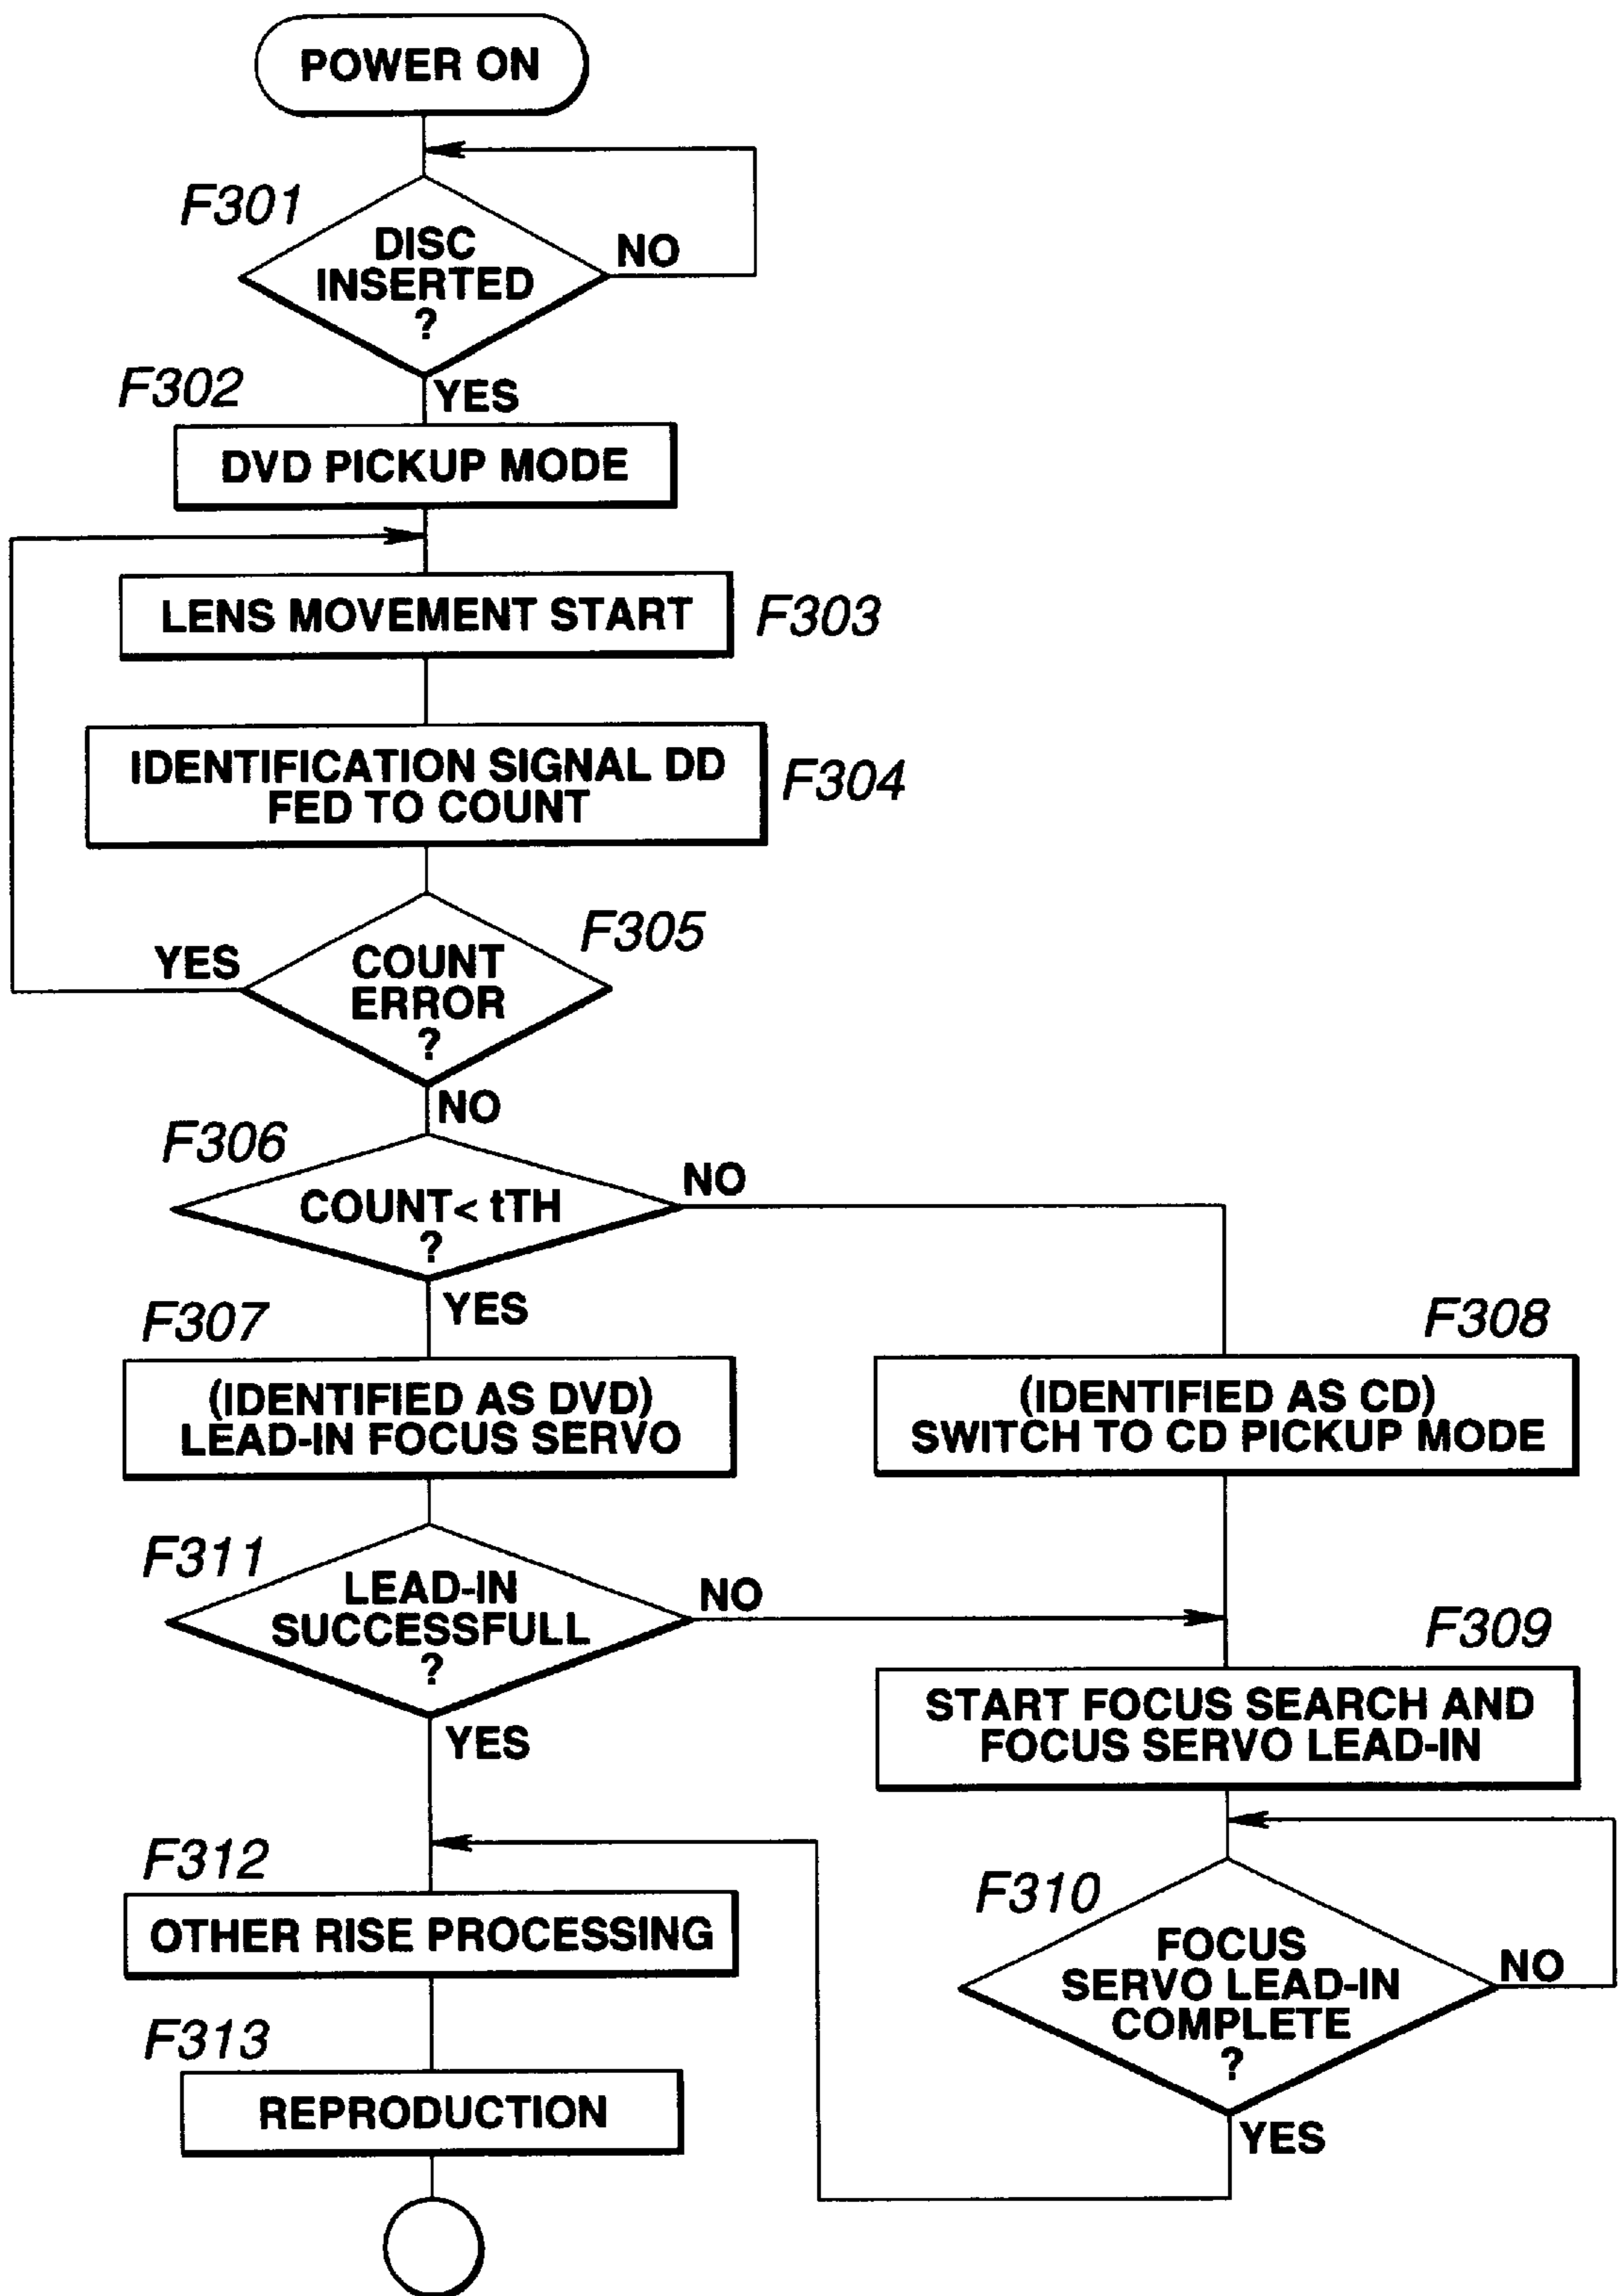 POWER ON
F301
DISC
INSERTED
?
NO
YES
F302
DVD PICKUP MODE
LENS MOVEMENT START
F303
IDENTIFICATION SIGNAL DD
FED TO COUNT
F304
F305
COUNT
ERROR
?
YES
NO
F306
COUNT< tTH
?
NO
YES
F307
(IDENTIFIED AS DVD)
LEAD-IN FOCUS SERVO
F308
(IDENTIFIED AS CD)
SWITCH TO CD PICKUP MODE
F311
LEAD-IN
SUCCESSFULL
?
NO
YES
F309
START FOCUS SEARCH AND
FOCUS SERVO LEAD-IN
F310
FOCUS
SERVO LEAD-IN
COMPLETE
?
NO
YES
F312
OTHER RISE PROCESSING
F313
REPRODUCTION